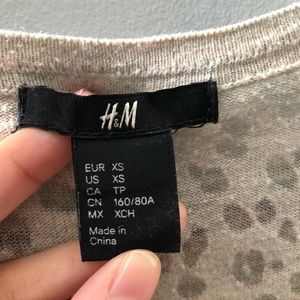 H&M
EUR XS
US XS
CA TP
CN 160/80A
MX XCH
Made in
China